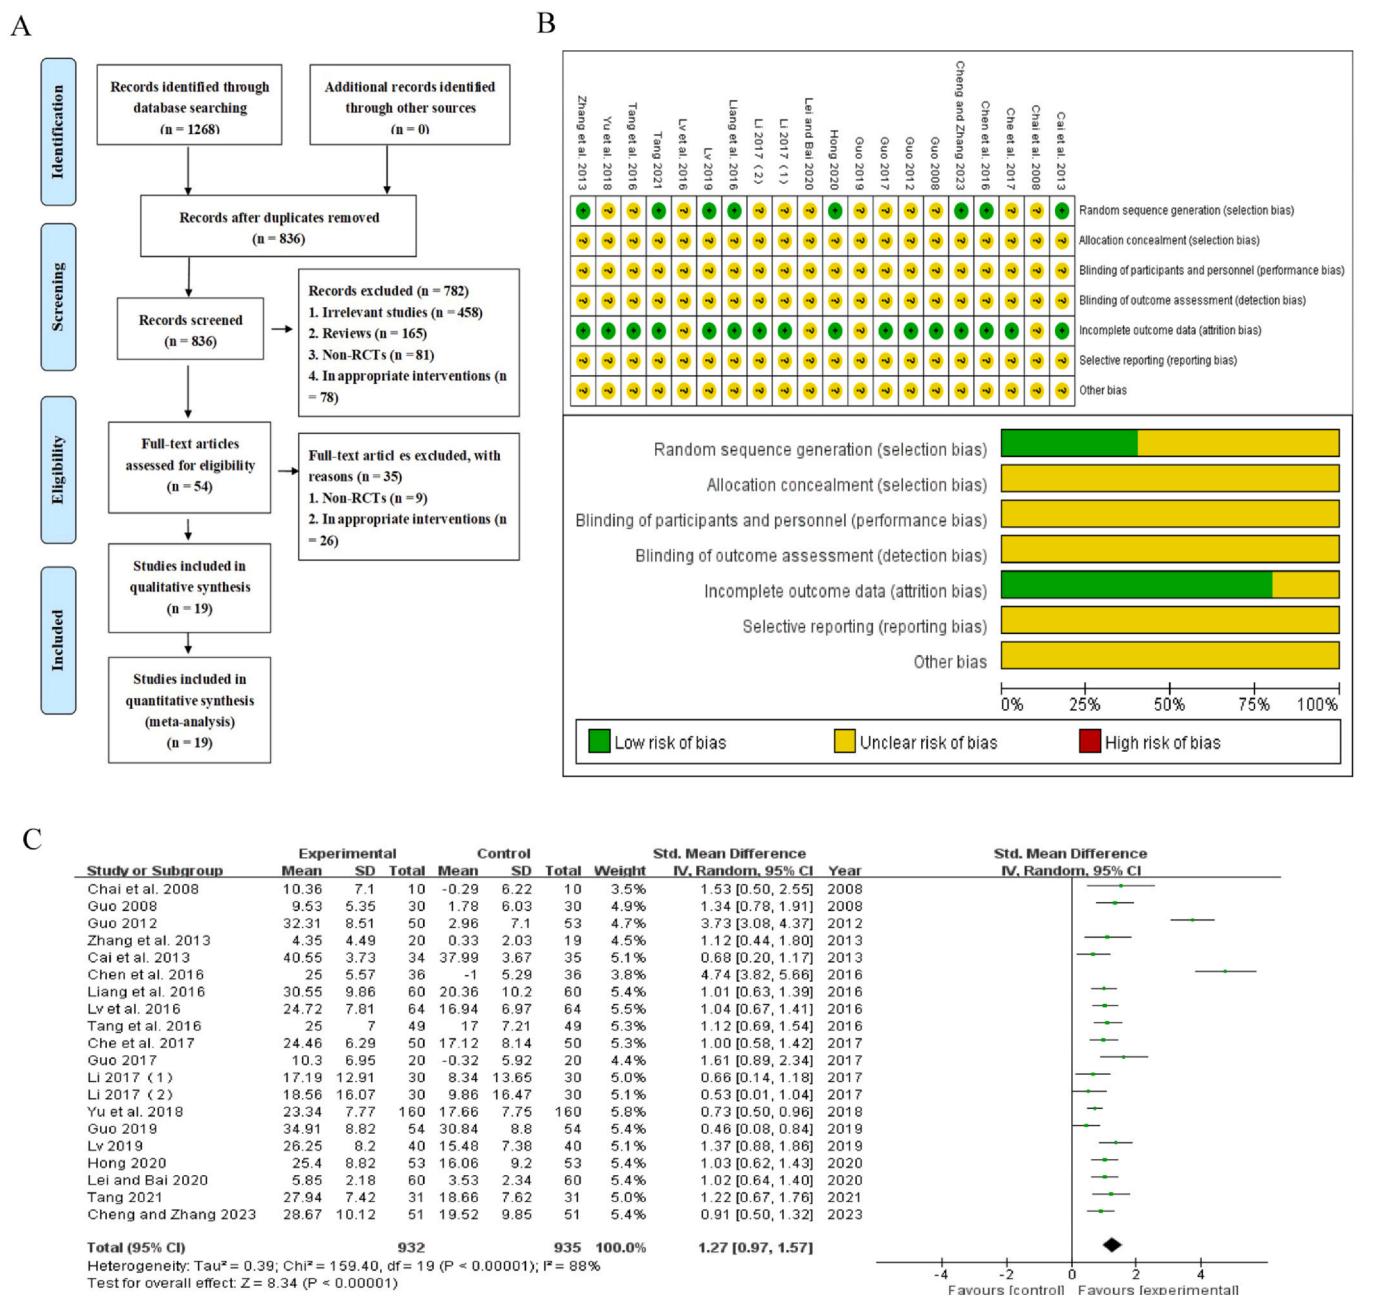 A
Identification
Records identified through
database searching
(n = 1268)
Additional records identified
through other sources
(n = 0)
Records after duplicates removed
(n = 836)
Screening
Records screened
(n = 836)
Records excluded (n = 782)
1. Irrelevant studies (n = 458)
2. Reviews (n = 165)
3. Non-RCTs (n = 81)
4. In appropriate interventions (n
= 78)
Eligibility
Full-text articles
assessed for eligibility
(n = 54)
Full-text articl es excluded, with
reasons (n = 35)
1. Non-RCTs (n = 9)
2. In appropriate interventions (n
= 26)
Included
Studies included in
qualitative synthesis
(n = 19)
Studies included in
quantitative synthesis
(meta-analysis)
(n = 19)
B
Zhang et al. 2013
Yu et al. 2018
Tang et al. 2016
Tang 2021
Lv et al. 2016
Lv 2019
Liang et al. 2016
Li 2017 (2)
Li 2017 (1)
Lei and Bai 2020
Hong 2020
Guo 2019
Guo 2017
Guo 2012
Guo 2008
Cheng and Zhang 2023
Chen et al. 2016
Che et al. 2017
Chai et al. 2008
Cai et al. 2013
+ ? ? + ? + + ? ? ? + ? ? ? ? + + ? ? + Random sequence generation (selection bias)
? ? ? ? ? ? ? ? ? ? ? ? ? ? ? ? ? ? ? ? Allocation concealment (selection bias)
? ? ? ? ? ? ? ? ? ? ? ? ? ? ? ? ? ? ? ? Blinding of participants and personnel (performance bias)
? ? ? ? ? ? ? ? ? ? ? ? ? ? ? ? ? ? ? ? Blinding of outcome assessment (detection bias)
+ + + + ? + + + + ? + ? + + + + + + ? + Incomplete outcome data (attrition bias)
? ? ? ? ? ? ? ? ? ? ? ? ? ? ? ? ? ? ? ? Selective reporting (reporting bias)
? ? ? ? ? ? ? ? ? ? ? ? ? ? ? ? ? ? ? ? Other bias
Random sequence generation (selection bias)
Allocation concealment (selection bias)
Blinding of participants and personnel (performance bias)
Blinding of outcome assessment (detection bias)
Incomplete outcome data (attrition bias)
Selective reporting (reporting bias)
Other bias
0% 25% 50% 75% 100%
Low risk of bias Unclear risk of bias High risk of bias
C
Experimental Control Std. Mean Difference Std. Mean Difference
Study or Subgroup Mean SD Total Mean SD Total Weight IV, Random, 95% CI Year IV, Random, 95% CI
Chai et al. 2008 10.36 7.1 10 -0.29 6.22 10 3.5% 1.53 [0.50, 2.55] 2008
Guo 2008 9.53 5.35 30 1.78 6.03 30 4.9% 1.34 [0.78, 1.91] 2008
Guo 2012 32.31 8.51 50 2.96 7.1 53 4.7% 3.73 [3.08, 4.37] 2012
Zhang et al. 2013 4.35 4.49 20 0.33 2.03 19 4.5% 1.12 [0.44, 1.80] 2013
Cai et al. 2013 40.55 3.73 34 37.99 3.67 35 5.1% 0.68 [0.20, 1.17] 2013
Chen et al. 2016 25 5.57 36 -1 5.29 36 3.8% 4.74 [3.82, 5.66] 2016
Liang et al. 2016 30.55 9.86 60 20.36 10.2 60 5.4% 1.01 [0.63, 1.39] 2016
Lv et al. 2016 24.72 7.81 64 16.94 6.97 64 5.5% 1.04 [0.67, 1.41] 2016
Tang et al. 2016 25 7 49 17 7.21 49 5.3% 1.12 [0.69, 1.54] 2016
Che et al. 2017 24.46 6.29 50 17.12 8.14 50 5.3% 1.00 [0.58, 1.42] 2017
Guo 2017 10.3 6.95 20 -0.32 5.92 20 4.4% 1.61 [0.89, 2.34] 2017
Li 2017 (1) 17.19 12.91 30 8.34 13.65 30 5.0% 0.66 [0.14, 1.18] 2017
Li 2017 (2) 18.56 16.07 30 9.86 16.47 30 5.1% 0.53 [0.01, 1.04] 2017
Yu et al. 2018 23.34 7.77 160 17.66 7.75 160 5.8% 0.73 [0.50, 0.96] 2018
Guo 2019 34.91 8.82 54 30.84 8.8 54 5.4% 0.46 [0.08, 0.84] 2019
Lv 2019 26.25 8.2 40 15.48 7.38 40 5.1% 1.37 [0.88, 1.86] 2019
Hong 2020 25.4 8.82 53 16.06 9.2 53 5.4% 1.03 [0.62, 1.43] 2020
Lei and Bai 2020 5.85 2.18 60 3.53 2.34 60 5.4% 1.02 [0.64, 1.40] 2020
Tang 2021 27.94 7.42 31 18.66 7.62 31 5.0% 1.22 [0.67, 1.76] 2021
Cheng and Zhang 2023 28.67 10.12 51 19.52 9.85 51 5.4% 0.91 [0.50, 1.32] 2023
Total (95% CI) 932 935 100.0% 1.27 [0.97, 1.57]
Heterogeneity: Tau² = 0.39; Chi² = 159.40, df = 19 (P < 0.00001); I² = 88%
Test for overall effect: Z = 8.34 (P < 0.00001)
-4 -2 0 2 4
Favours [control] Favours [experimental]